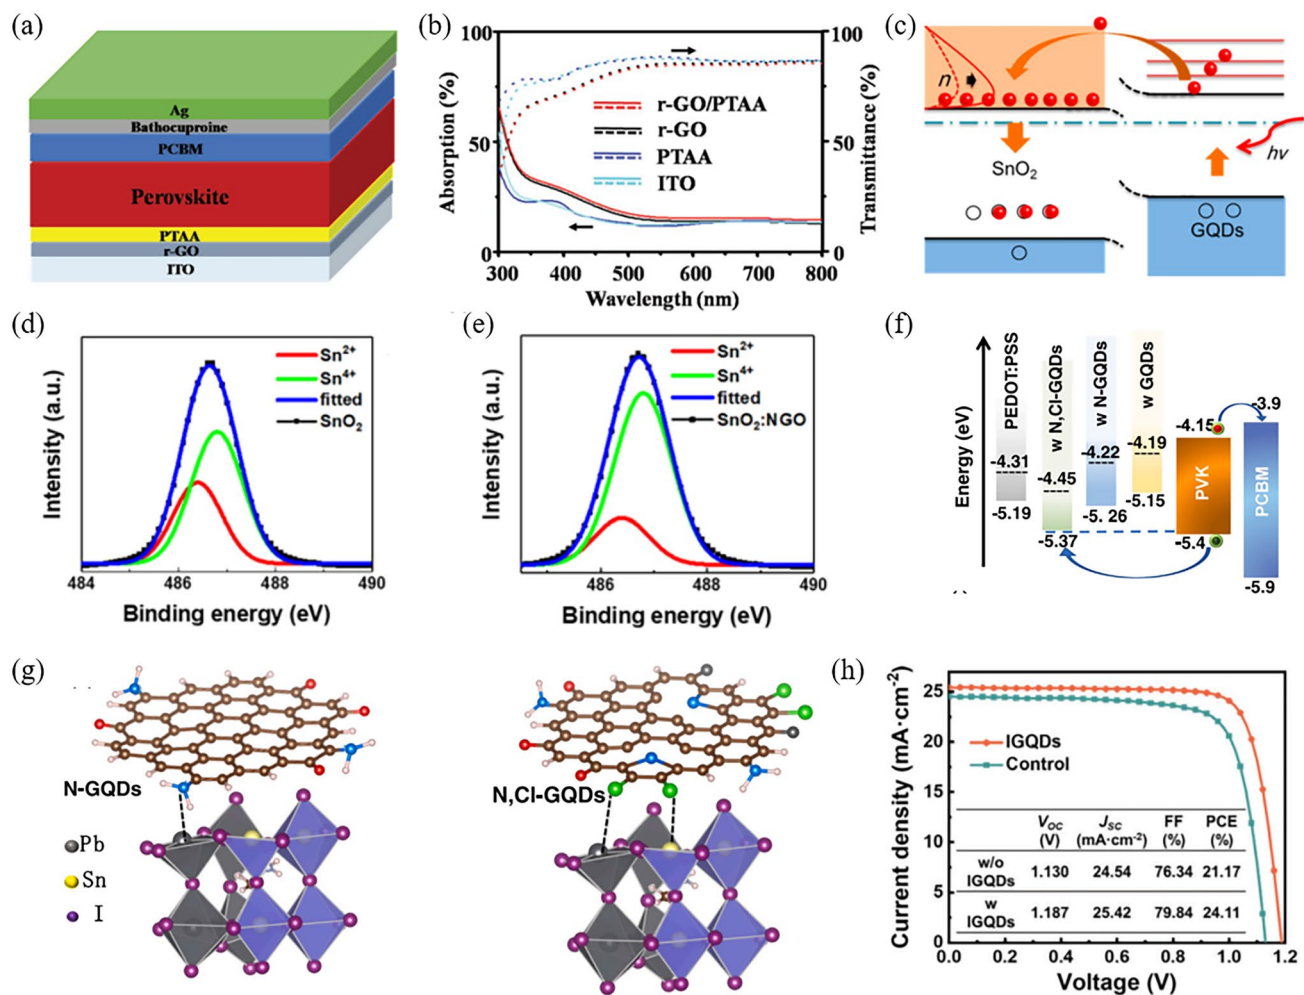 (a)
Ag
Bathocuproine
PCBM
Perovskite
PTAA
r-GO
ITO
(b)
100
50
0
Absorption (%)
r-GO/PTAA
r-GO
PTAA
ITO
100
50
0
Transmittance (%)
300 400 500 600 700 800
Wavelength (nm)
(c)
n
SnO₂
hν
GQDs
(d)
Intensity (a.u.)
Sn²⁺
Sn⁴⁺
fitted
SnO₂
484 486 488 490
Binding energy (eV)
(e)
Intensity (a.u.)
Sn²⁺
Sn⁴⁺
fitted
SnO₂:NGO
486 488 490
Binding energy (eV)
(f)
Energy (eV)
PEDOT:PSS
-4.31
-5.19
w N,Cl-GQDs
-4.45
-5.37
w N-GQDs
-4.22
-5. 26
w GQDs
-4.19
-5.15
-4.15
PVK
-5.4
-3.9
PCBM
-5.9
(g)
N-GQDs
Pb
Sn
I
N,Cl-GQDs
(h)
Current density (mA·cm⁻²)
25
20
15
10
5
0
IGQDs
Control
V_OC (V) J_SC (mA·cm⁻²) FF (%) PCE (%)
w/o IGQDs 1.130 24.54 76.34 21.17
w IGQDs 1.187 25.42 79.84 24.11
0.0 0.2 0.4 0.6 0.8 1.0 1.2
Voltage (V)